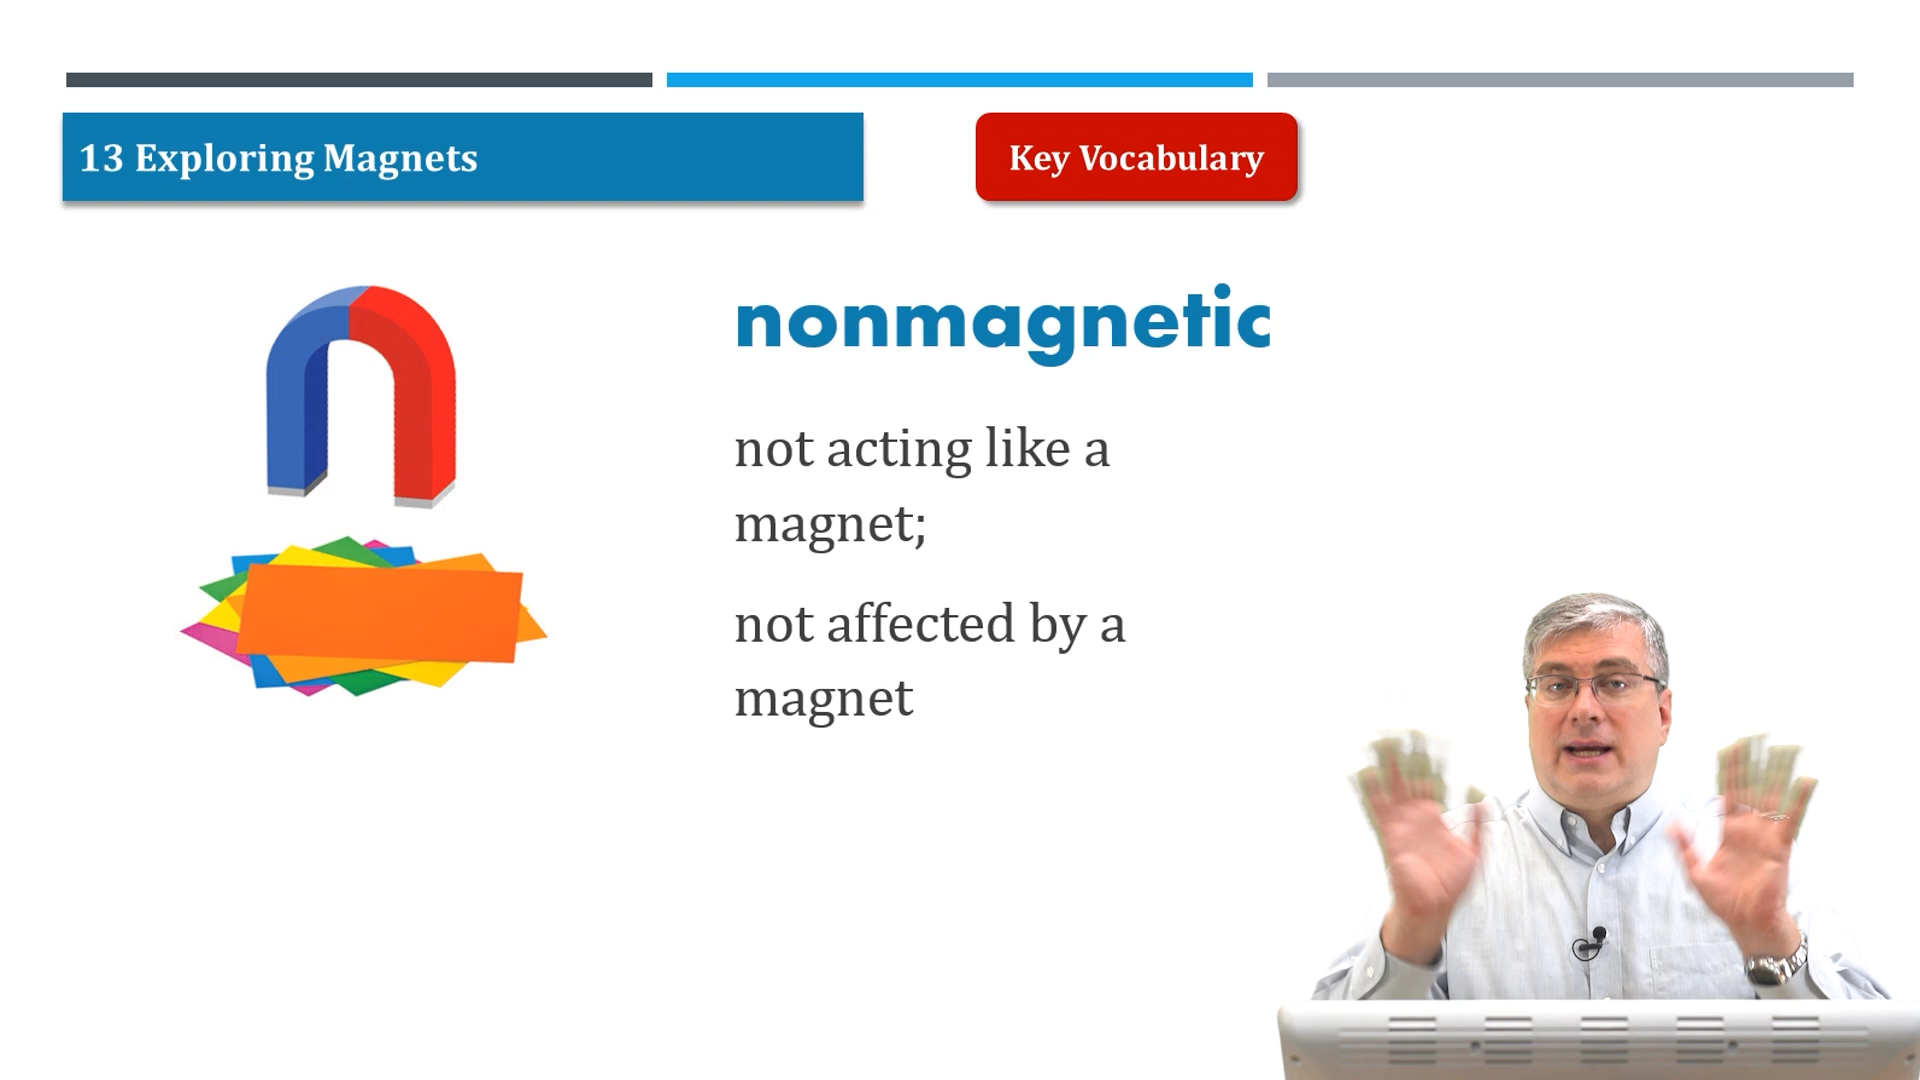 13 Exploring Magnets
Key Vocabulary
nonmagnetic
not acting like a
magnet;
not affected by a
magnet